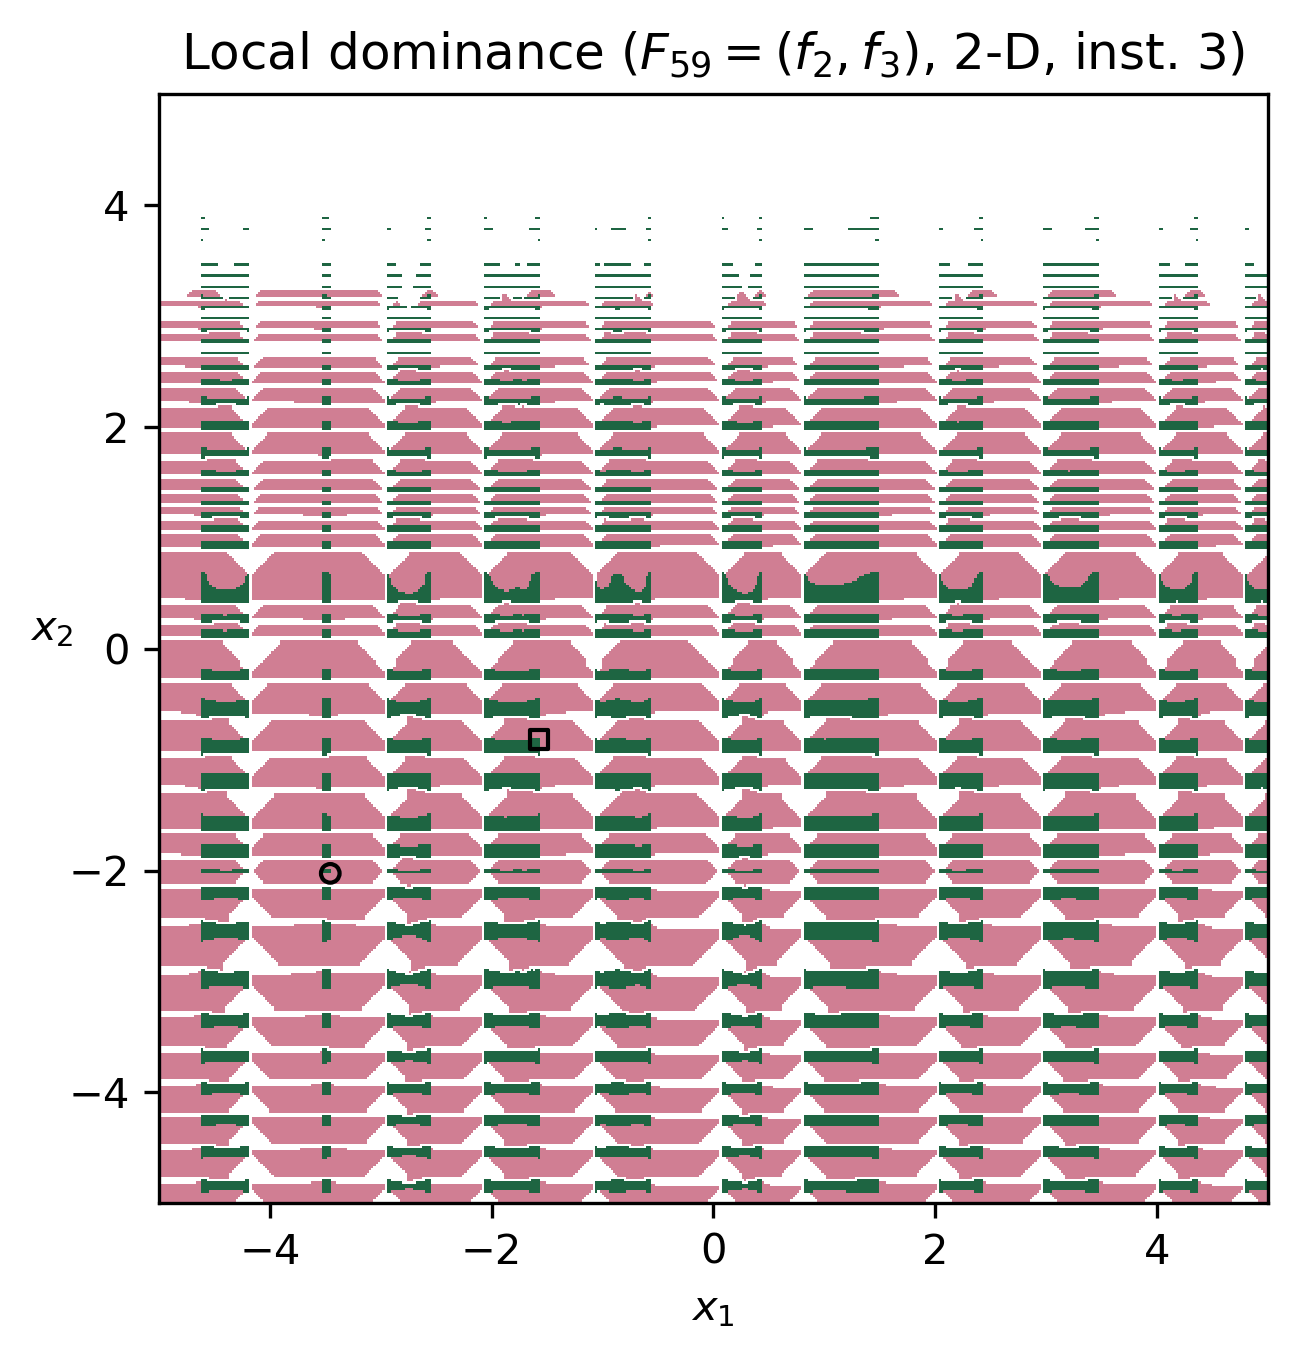 Local dominance (F₅₉ = (f₂, f₃), 2-D, inst. 3)
4
2
x₂
0
−2
−4
−4 −2 0 2 4
x₁